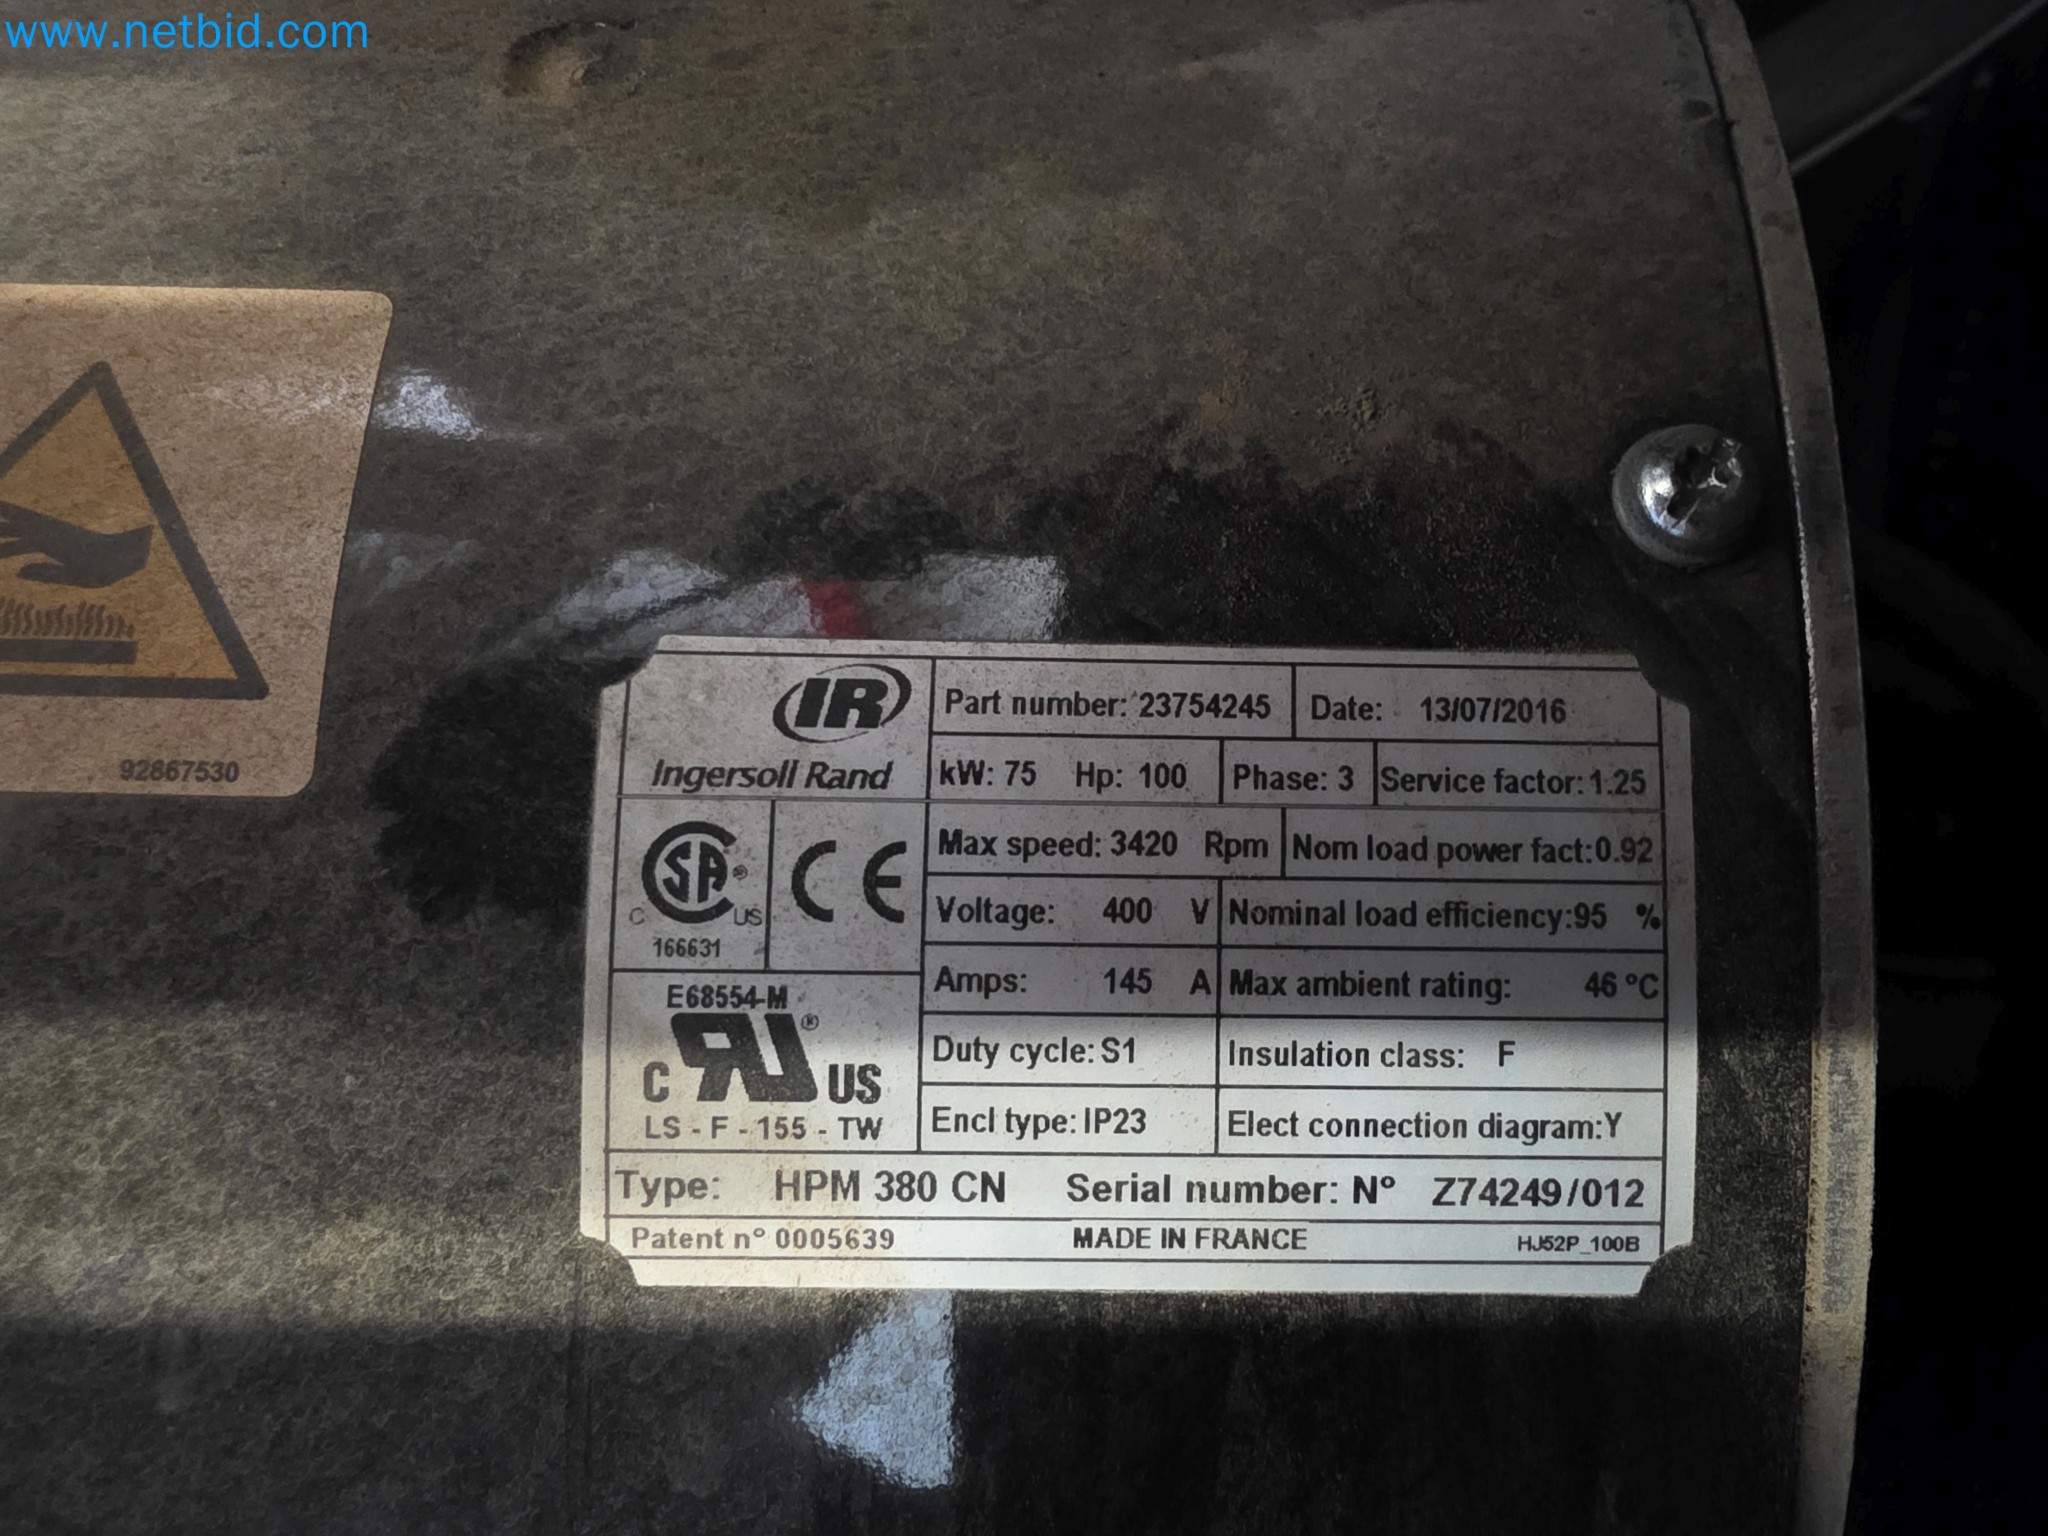 www.netbid.com
92867530
IR
Ingersoll Rand
Part number: 23754245 Date: 13/07/2016
kW: 75 Hp: 100 Phase: 3 Service factor: 1.25
Max speed: 3420 Rpm Nom load power fact:0.92
Voltage: 400 V Nominal load efficiency:95 %
Amps: 145 A Max ambient rating: 46 °C
Duty cycle: S1 Insulation class: F
Encl type: IP23 Elect connection diagram:Y
SA ®
C US
166631
CE
E68554-M
C RU ® US
LS - F - 155 - TW
Type: HPM 380 CN Serial number: N° Z74249/012
Patent n° 0005639 MADE IN FRANCE HJ52P_100B